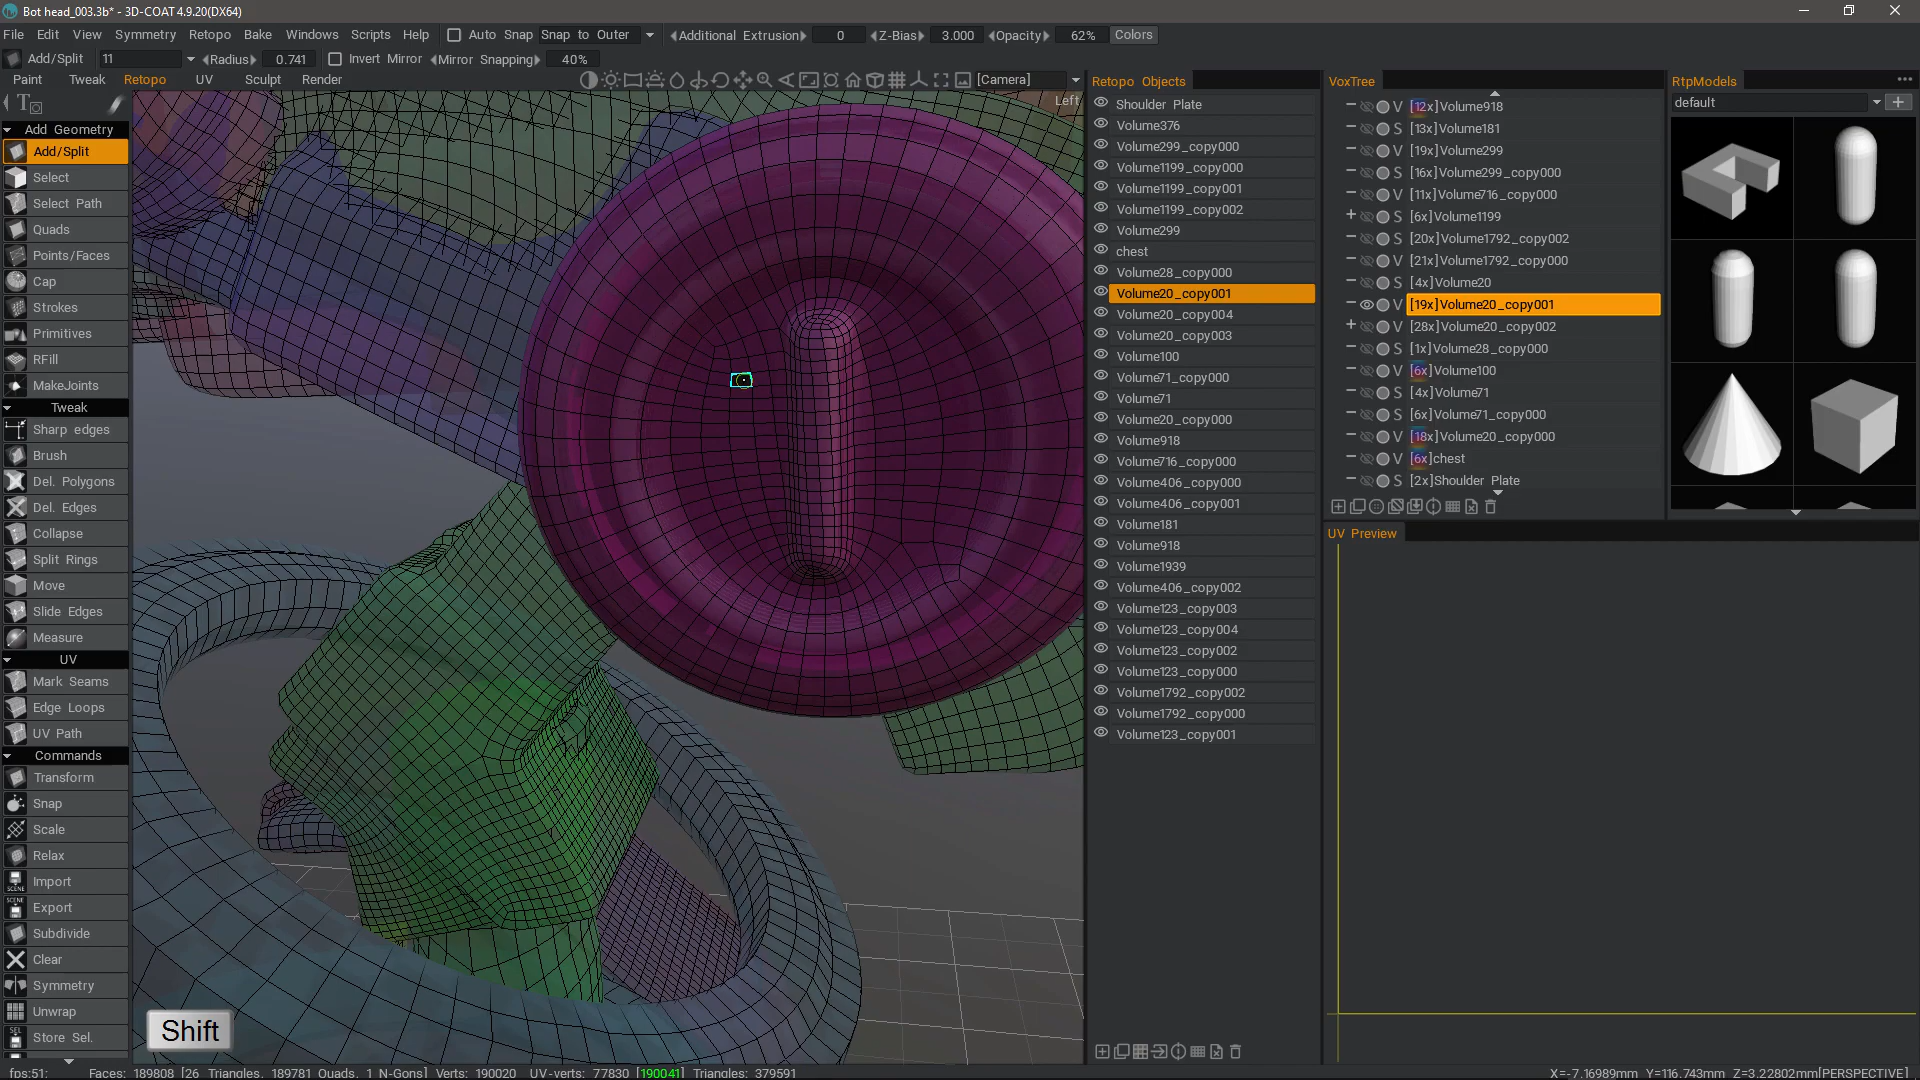 Bot head_003.3b* - 3D-COAT 4.9.20(DX64)
File Edit View Symmetry Retopo Bake Windows Scripts Help Auto Snap Snap to Outer Additional Extrusion 0 Z-Bias 3.000 Opacity 62% Colors
Add/Split 11 Radius 0.741 Invert Mirror Mirror Snapping 40%
Paint Tweak Retopo UV Sculpt Render [Camera]
Left
Add Geometry
Add/Split
Select
Select Path
Quads
Points/Faces
Cap
Strokes
Primitives
RFill
MakeJoints
Tweak
Sharp edges
Brush
Del. Polygons
Del. Edges
Collapse
Split Rings
Move
Slide Edges
Measure
UV
Mark Seams
Edge Loops
UV Path
Commands
Transform
Snap
Scale
Relax
Import
Export
Subdivide
Clear
Symmetry
Unwrap
Store Sel.
Shift
Retopo Objects
Shoulder Plate
Volume376
Volume299_copy000
Volume1199_copy000
Volume1199_copy001
Volume1199_copy002
Volume299
chest
Volume28_copy000
Volume20_copy001
Volume20_copy004
Volume20_copy003
Volume100
Volume71_copy000
Volume71
Volume20_copy000
Volume918
Volume716_copy000
Volume406_copy000
Volume406_copy001
Volume181
Volume918
Volume1939
Volume406_copy002
Volume123_copy003
Volume123_copy004
Volume123_copy002
Volume123_copy000
Volume1792_copy002
Volume1792_copy000
Volume123_copy001
VoxTree
V [12x]Volume918
S [13x]Volume181
V [19x]Volume299
S [16x]Volume299_copy000
V [11x]Volume716_copy000
S [6x]Volume1199
S [20x]Volume1792_copy002
V [21x]Volume1792_copy000
S [4x]Volume20
V [19x]Volume20_copy001
V [28x]Volume20_copy002
S [1x]Volume28_copy000
V [6x]Volume100
S [4x]Volume71
S [6x]Volume71_copy000
V [18x]Volume20_copy000
V [6x]chest
S [2x]Shoulder Plate
RtpModels
default
UV Preview
fps:51; Faces: 189808 [26 Triangles, 189781 Quads, 1 N-Gons] Verts: 190020 UV-verts: 77830 [190041] Triangles: 379591 X=-7.16989mm Y=116.743mm Z=3.22802mm[PERSPECTIVE]